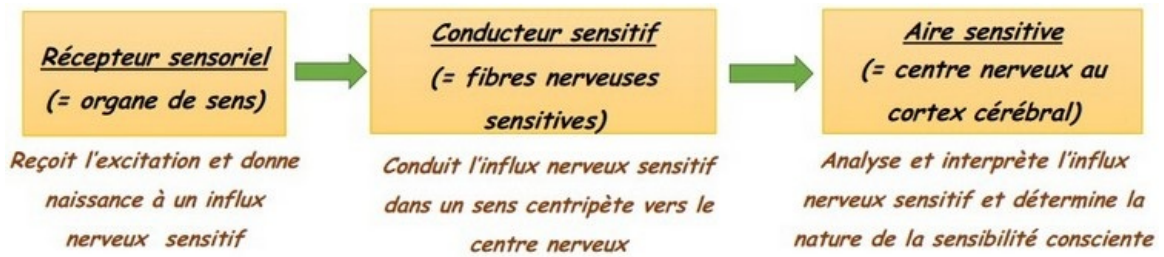 Récepteur sensoriel
(= organe de sens)
Reçoit l'excitation et donne
naissance à un influx
nerveux sensitif
Conducteur sensitif
(= fibres nerveuses
sensitives)
Conduit l'influx nerveux sensitif
dans un sens centripète vers le
centre nerveux
Aire sensitive
(= centre nerveux au
cortex cérébral)
Analyse et interprète l'influx
nerveux sensitif et détermine la
nature de la sensibilité consciente